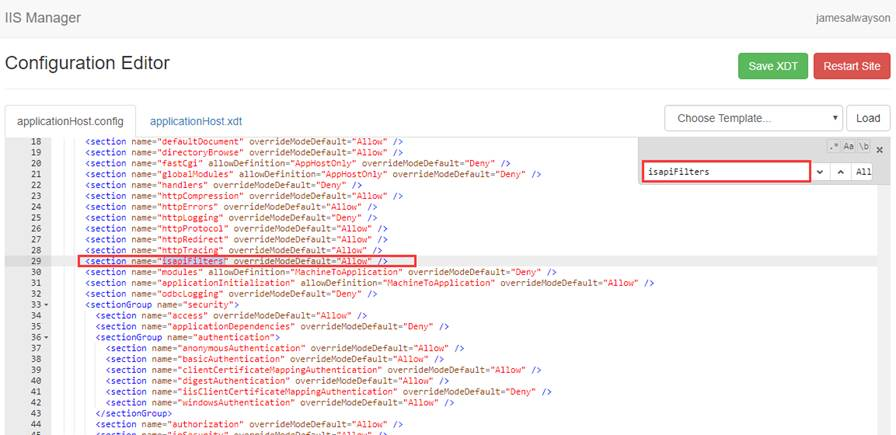 IIS Manager
jamesalwayson
Configuration Editor
Save XDT
Restart Site
applicationHost.config
applicationHost.xdt
Choose Template...
Load
.* Aa \b
isapiFilters
All
18 <section name="defaultDocument" overrideModeDefault="Allow" />
19 <section name="directoryBrowse" overrideModeDefault="Allow" />
20 <section name="fastCgi" allowDefinition="AppHostOnly" overrideModeDefault="Deny" />
21 <section name="globalModules" allowDefinition="AppHostOnly" overrideModeDefault="Deny" />
22 <section name="handlers" overrideModeDefault="Deny" />
23 <section name="httpCompression" overrideModeDefault="Allow" />
24 <section name="httpErrors" overrideModeDefault="Allow" />
25 <section name="httpLogging" overrideModeDefault="Deny" />
26 <section name="httpProtocol" overrideModeDefault="Allow" />
27 <section name="httpRedirect" overrideModeDefault="Allow" />
28 <section name="httpTracing" overrideModeDefault="Allow" />
29 <section name="isapiFilters" overrideModeDefault="Allow" />
30 <section name="modules" allowDefinition="MachineToApplication" overrideModeDefault="Deny" />
31 <section name="applicationInitialization" allowDefinition="MachineToApplication" overrideModeDefault="Allow" />
32 <section name="odbcLogging" overrideModeDefault="Deny" />
33 <sectionGroup name="security">
34 <section name="access" overrideModeDefault="Allow" />
35 <section name="applicationDependencies" overrideModeDefault="Deny" />
36 <sectionGroup name="authentication">
37 <section name="anonymousAuthentication" overrideModeDefault="Allow" />
38 <section name="basicAuthentication" overrideModeDefault="Allow" />
39 <section name="clientCertificateMappingAuthentication" overrideModeDefault="Allow" />
40 <section name="digestAuthentication" overrideModeDefault="Allow" />
41 <section name="iisClientCertificateMappingAuthentication" overrideModeDefault="Deny" />
42 <section name="windowsAuthentication" overrideModeDefault="Allow" />
43 </sectionGroup>
44 <section name="authorization" overrideModeDefault="Allow" />